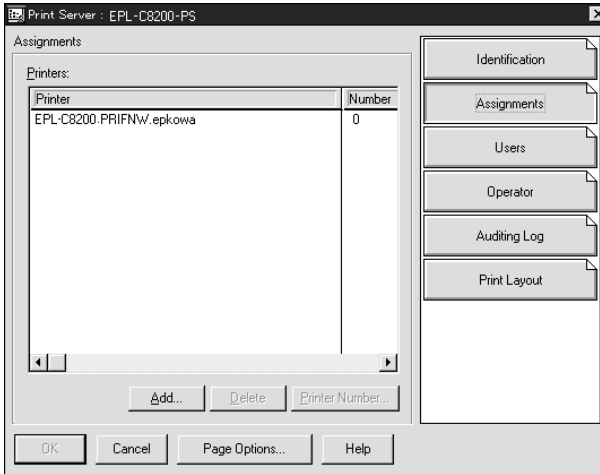 Print Server : EPL-C8200-PS
Assignments
Printers:
Printer Number
EPL-C8200.PRIFNW.epkowa 0
Add... Delete Printer Number...
OK Cancel Page Options... Help
Identification
Assignments
Users
Operator
Auditing Log
Print Layout